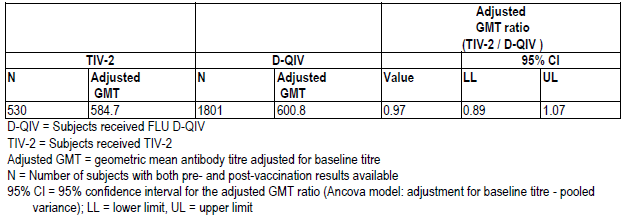 Adjusted
GMT ratio
(TIV-2 / D-QIV )
TIV-2 D-QIV 95% CI
N Adjusted GMT N Adjusted GMT Value LL UL
530 584.7 1801 600.8 0.97 0.89 1.07
D-QIV = Subjects received FLU D-QIV
TIV-2 = Subjects received TIV-2
Adjusted GMT = geometric mean antibody titre adjusted for baseline titre
N = Number of subjects with both pre- and post-vaccination results available
95% CI = 95% confidence interval for the adjusted GMT ratio (Ancova model: adjustment for baseline titre - pooled
variance); LL = lower limit, UL = upper limit